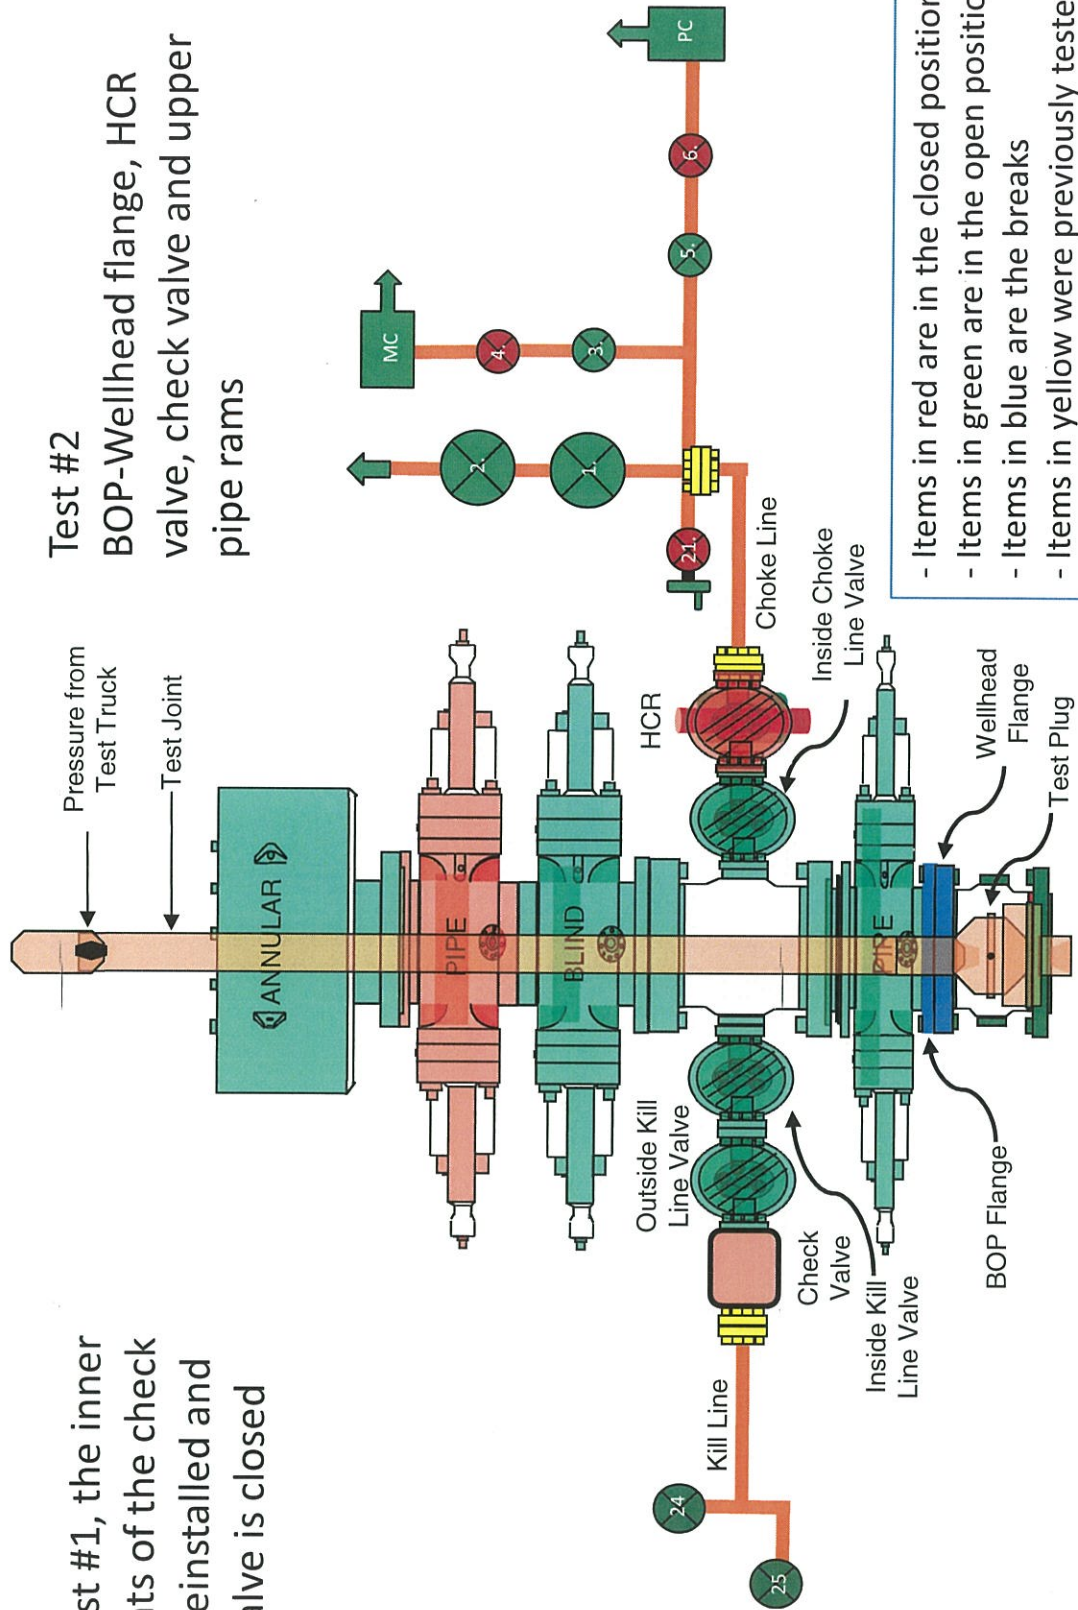 st #1, the inner
nts of the check
einstalled and
alve is closed
Test #2
BOP-Wellhead flange, HCR
valve, check valve and upper
pipe rams
Pressure from
Test Truck
Test Joint
ANNULAR
PIPE
BLIND
PIPE
MC
PC
2.
1.
4.
3.
5.
6.
21.
24
25
Kill Line
Outside Kill
Line Valve
Check
Valve
Inside Kill
Line Valve
HCR
Choke Line
Inside Choke
Line Valve
BOP Flange
Wellhead
Flange
Test Plug
- Items in red are in the closed position
- Items in green are in the open positio
- Items in blue are the breaks
- Items in yellow were previously teste